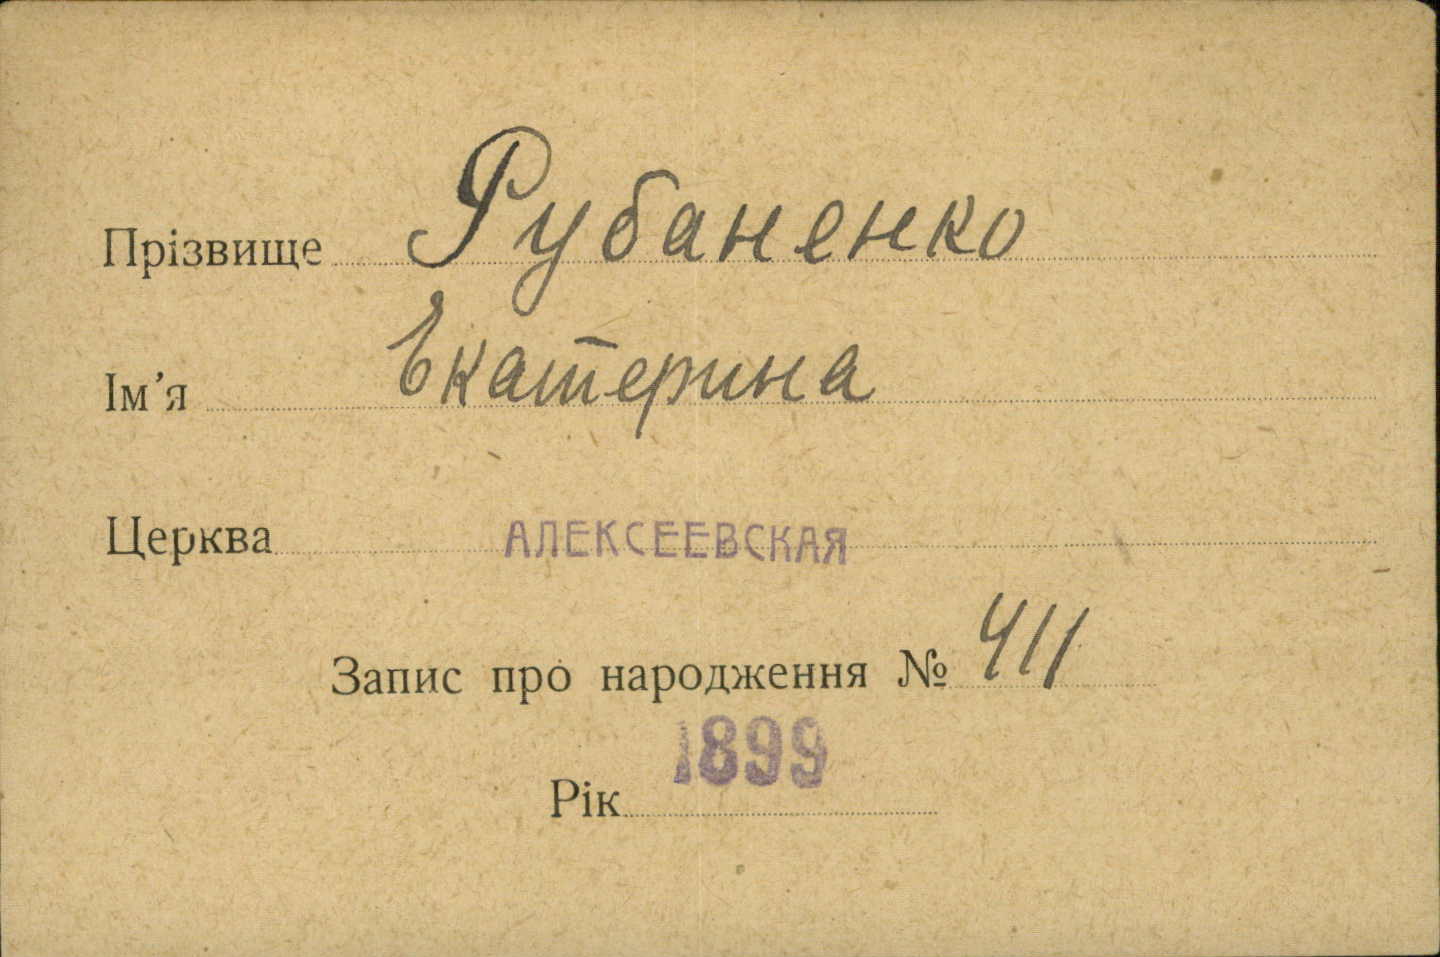 Прізвище Рубаненко
Ім'я Екатерина
Церква АЛЕКСЕЕВСКАЯ
Запис про народження № 411
1899
Рік